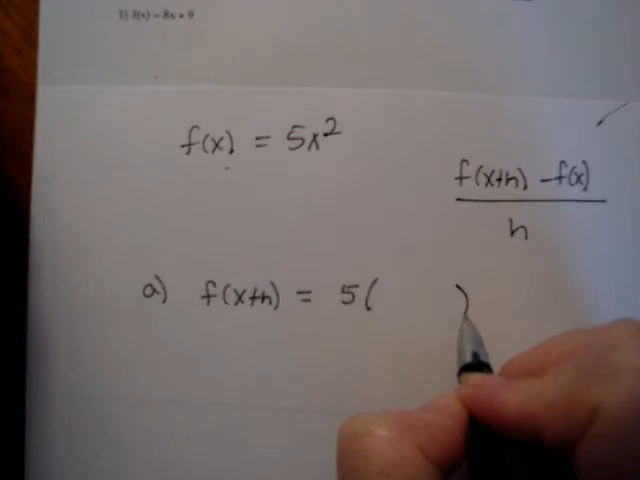 1) f(x) = 8x + 9
f(x) = 5x²
f(x+h) - f(x)
h
a) f(x+h) = 5( )